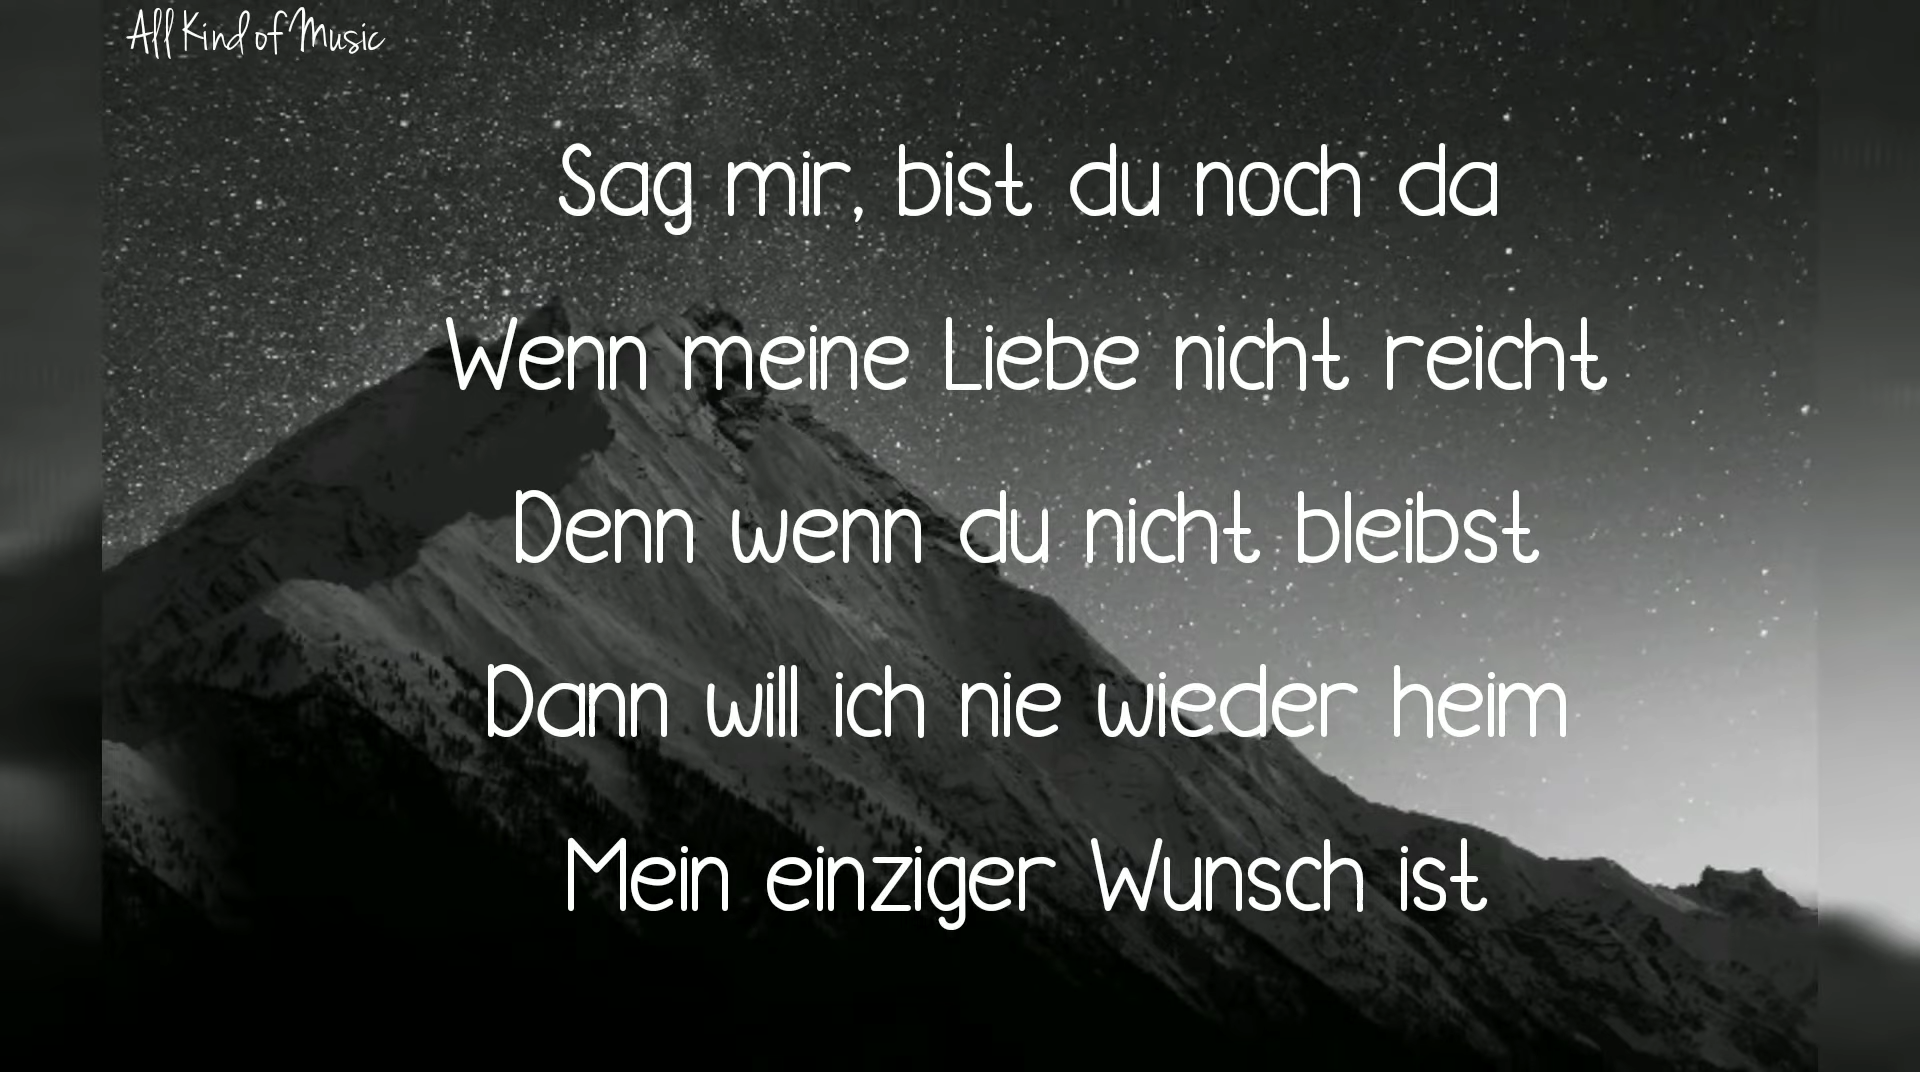 All Kind of Music
Sag mir, bist du noch da
Wenn meine Liebe nicht reicht
Denn wenn du nicht bleibst
Dann will ich nie wieder heim
Mein einziger Wunsch ist